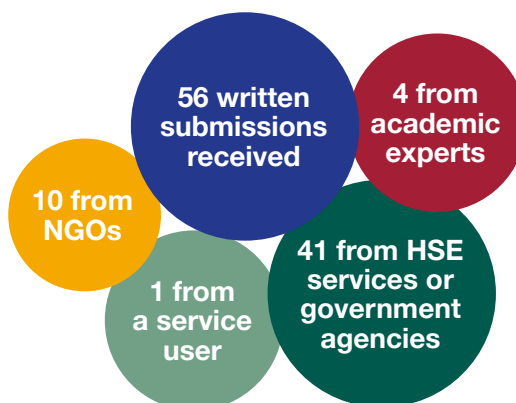 56 written
submissions
received
4 from
academic
experts
10 from
NGOs
41 from HSE
services or
government
agencies
1 from
a service
user